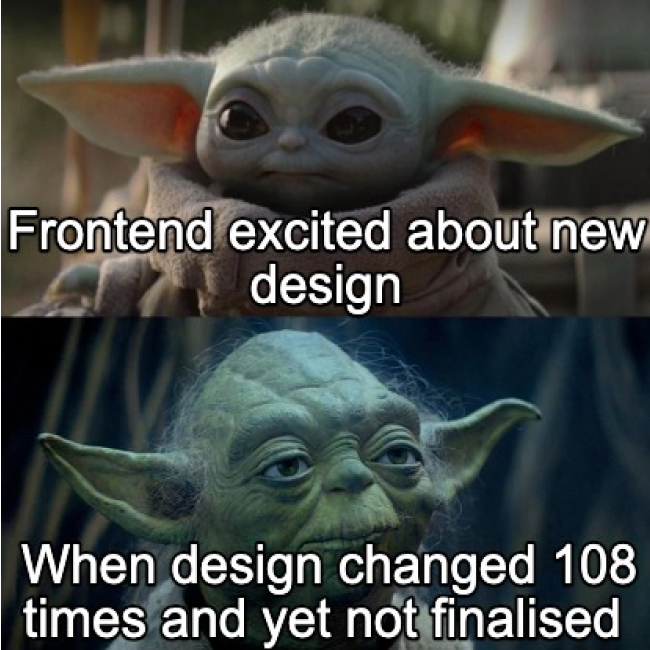 Frontend excited about new
design
When design changed 108
times and yet not finalised